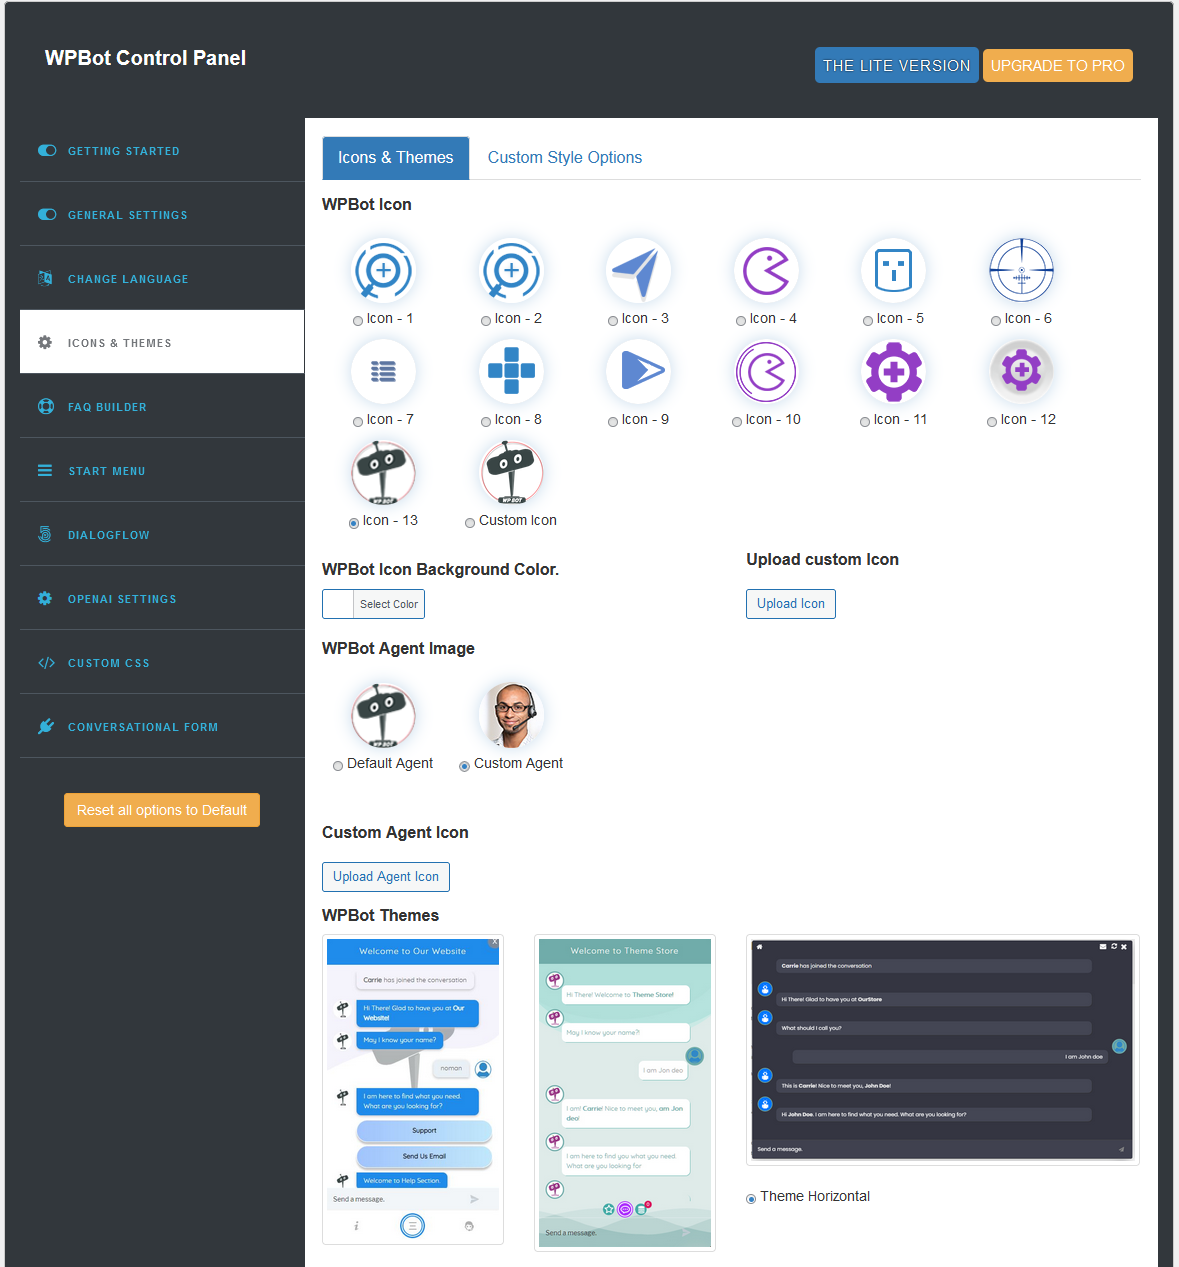 WPBot Control Panel
THE LITE VERSION
UPGRADE TO PRO
GETTING STARTED
GENERAL SETTINGS
CHANGE LANGUAGE
ICONS & THEMES
FAQ BUILDER
START MENU
DIALOGFLOW
OPENAI SETTINGS
CUSTOM CSS
CONVERSATIONAL FORM
Reset all options to Default
Icons & Themes
Custom Style Options
WPBot Icon
Icon - 1
Icon - 2
Icon - 3
Icon - 4
Icon - 5
Icon - 6
Icon - 7
Icon - 8
Icon - 9
Icon - 10
Icon - 11
Icon - 12
WP BOT
WP BOT
Icon - 13
Custom Icon
WPBot Icon Background Color.
Select Color
Upload custom Icon
Upload Icon
WPBot Agent Image
WP BOT
Default Agent
Custom Agent
Custom Agent Icon
Upload Agent Icon
WPBot Themes
Welcome to Our Website
X
Carrie has joined the conversation
Hi There! Glad to have you at Our
Website!
May I know your name?
noman
I am here to find what you need.
What are you looking for?
Support
Send Us Email
Welcome to Help Section.
Send a message.
Welcome to Theme Store
Hi There! Welcome to Theme Store!
May I know your name?!
I am Jon deo
I am! Carrie! Nice to meet you, am Jon
deo!
I am here to find you what you need.
What are you looking for
Send a message.
Carrie has joined the conversation
Hi There! Glad to have you at OurStore
What should I call you?
I am John doe
This is Carrie! Nice to meet you, John Doe!
Hi John Doe. I am here to find what you need. What are you looking for?
Send a message.
Theme Horizontal